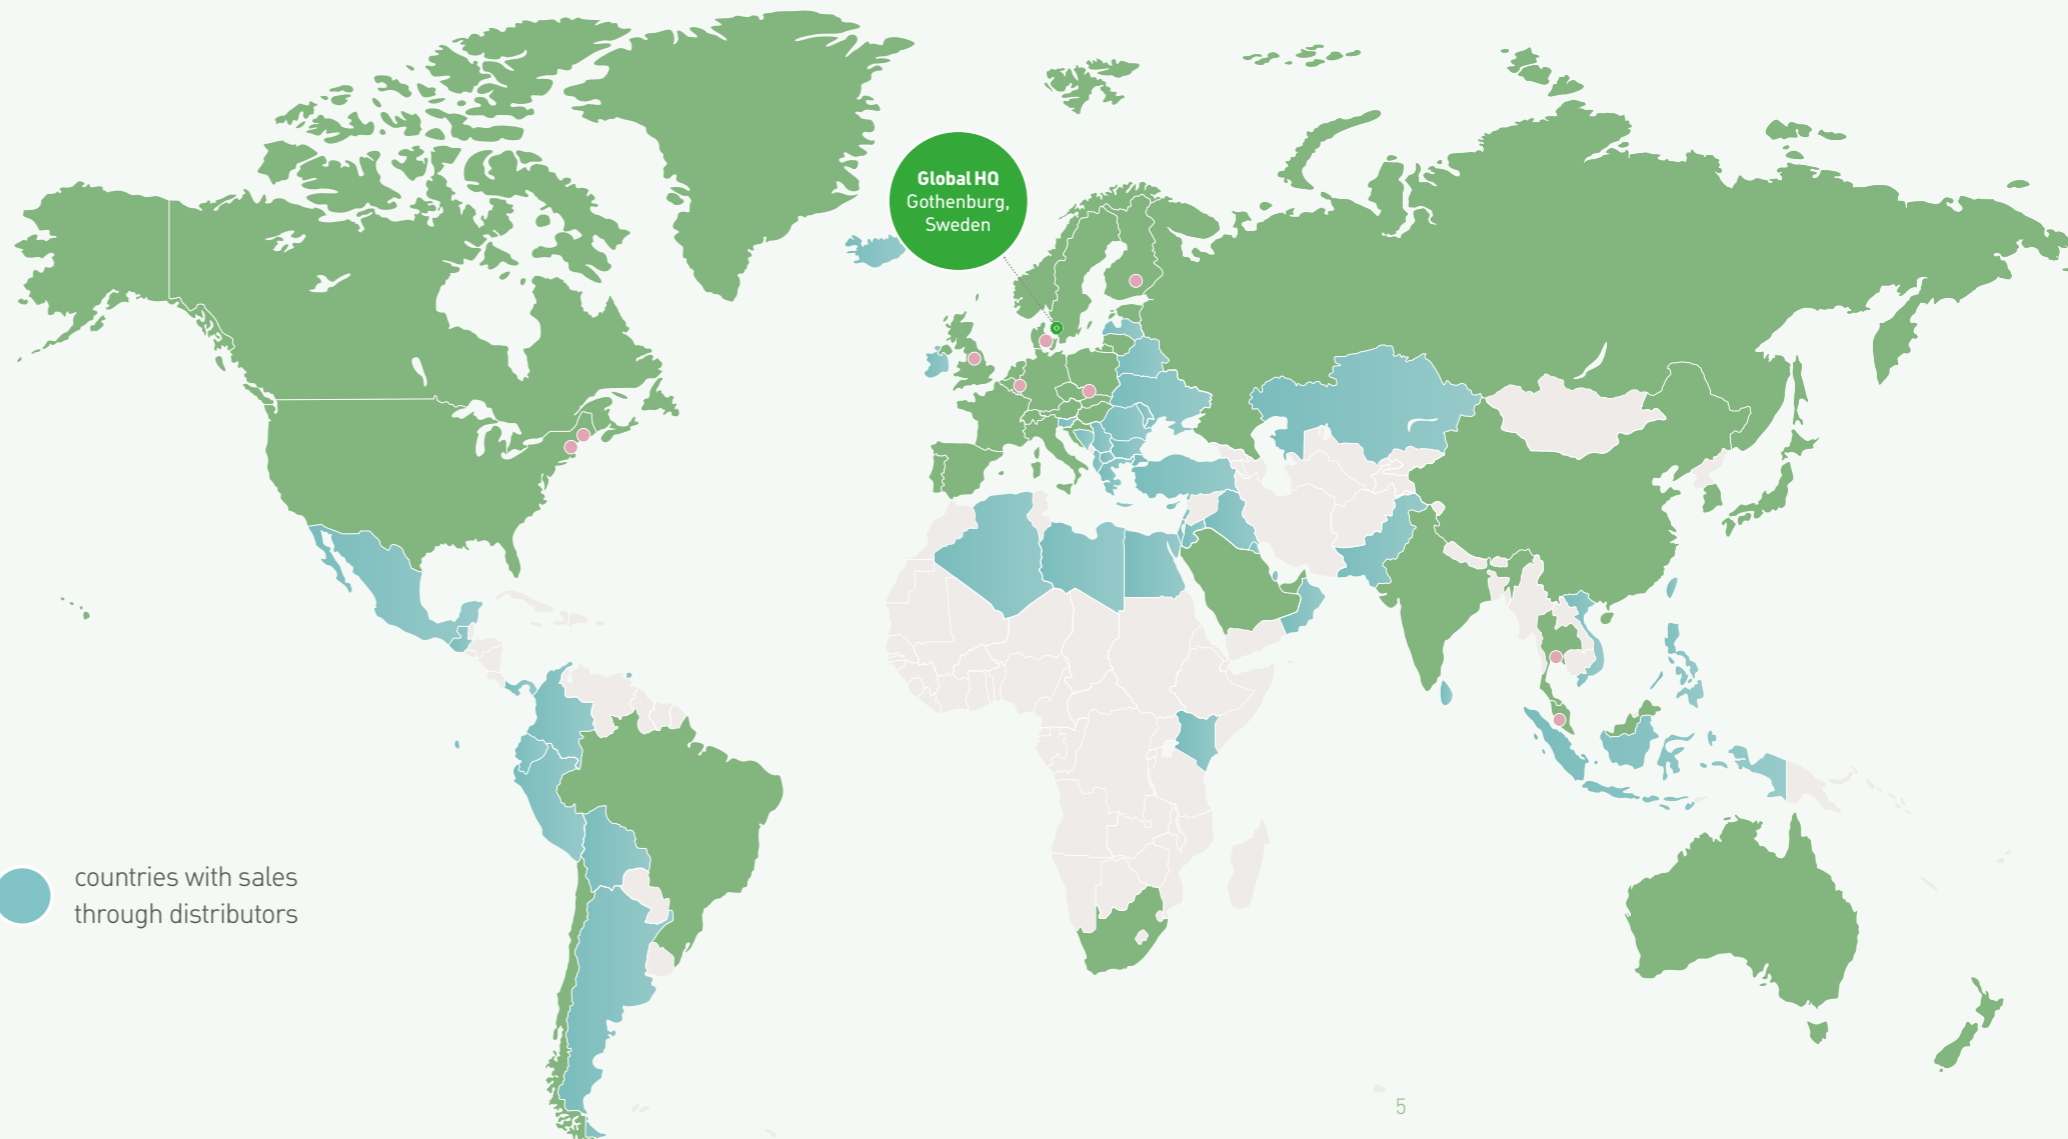 Global HQ
Gothenburg,
Sweden
countries with sales
through distributors
5